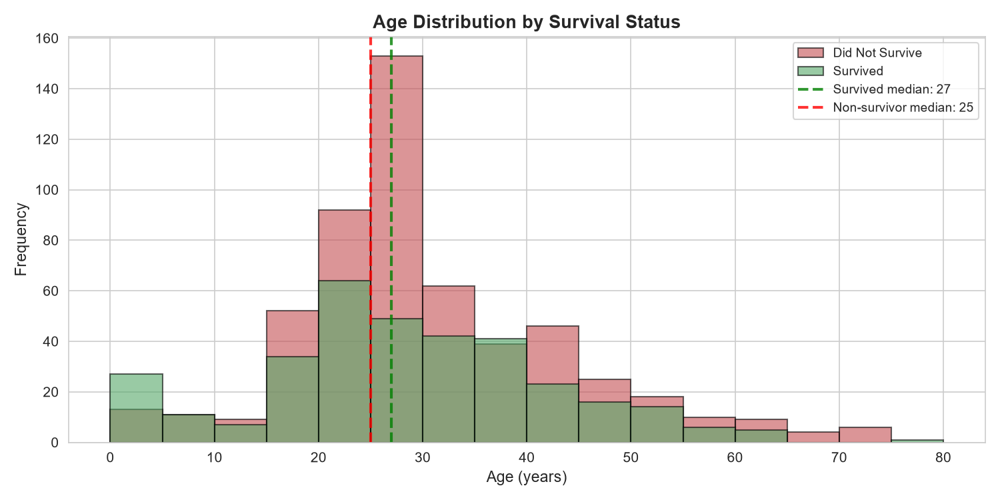 Age Distribution by Survival Status
160
140
120
100
80
60
40
20
0
Frequency
Did Not Survive
Survived
Survived median: 27
Non-survivor median: 25
0 10 20 30 40 50 60 70 80
Age (years)